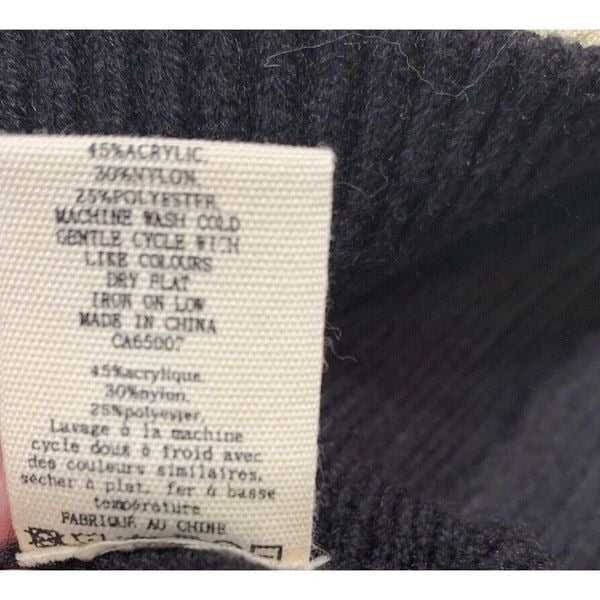 45%ACRYLIC.
30%NYLON.
25%POLYESTER.
MACHINE WASH COLD
GENTLE CYCLE WITH
LIKE COLOURS
DRY FLAT
IRON ON LOW
MADE IN CHINA
CA65007
45%acrylique.
30%nylon.
25%polyester.
Lavage à la machine
cycle doux à froid avec
des couleurs similaires.
sécher à plat. fer à basse
température
FABRIQUE AU CHINE